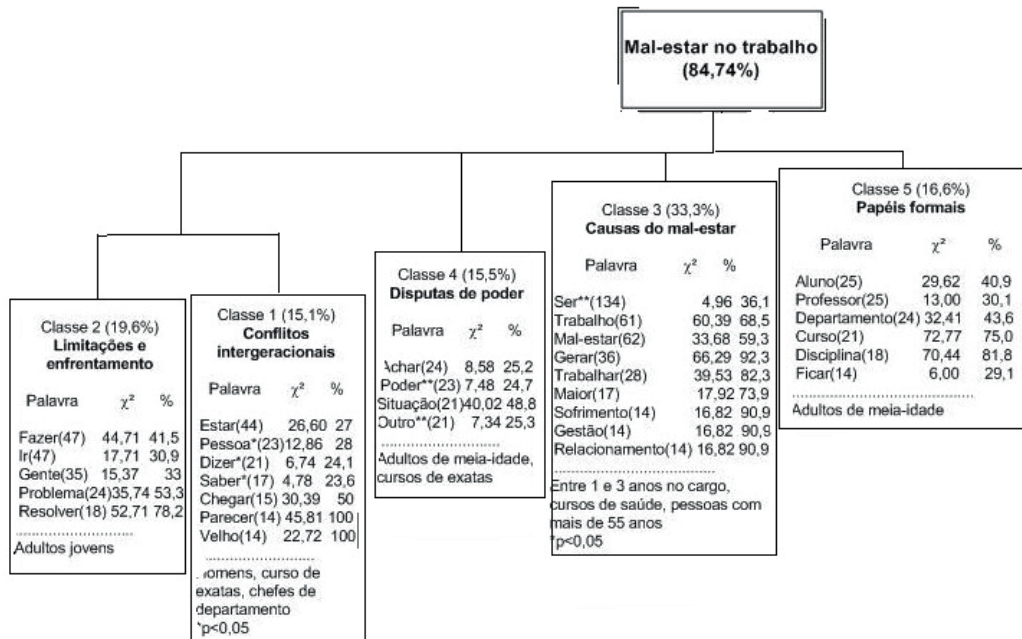 Mal-estar no trabalho
(84,74%)
Classe 2 (19,6%)
Limitações e
enfrentamento
Palavra χ² %
Fazer(47) 44,71 41,5
Ir(47) 17,71 30,9
Gente(35) 15,37 33
Problema(24) 35,74 53,3
Resolver(18) 52,71 78,2
Adultos jovens
Classe 1 (15,1%)
Conflitos
intergeracionais
Palavra χ² %
Estar(44) 26,60 27
Pessoa*(23) 12,86 28
Dizer*(21) 6,74 24,1
Saber*(17) 4,78 23,6
Chegar(15) 30,39 50
Parecer(14) 45,81 100
Velho(14) 22,72 100
omens, curso de
exatas, chefes de
departamento
*p<0,05
Classe 4 (15,5%)
Disputas de poder
Palavra χ² %
Achar(24) 8,58 25,2
Poder**(23) 7,48 24,7
Situação(21) 40,02 48,8
Outro**(21) 7,34 25,3
Adultos de meia-idade,
cursos de exatas
Classe 3 (33,3%)
Causas do mal-estar
Palavra χ² %
Ser**(134) 4,96 36,1
Trabalho(61) 60,39 68,5
Mal-estar(62) 33,68 59,3
Gerar(36) 66,29 92,3
Trabalhar(28) 39,53 82,3
Maior(17) 17,92 73,9
Sofrimento(14) 16,82 90,9
Gestão(14) 16,82 90,9
Relacionamento(14) 16,82 90,9
Entre 1 e 3 anos no cargo,
cursos de saúde, pessoas com
mais de 55 anos
*p<0,05
Classe 5 (16,6%)
Papéis formais
Palavra χ² %
Aluno(25) 29,62 40,9
Professor(25) 13,00 30,1
Departamento(24) 32,41 43,6
Curso(21) 72,77 75,0
Disciplina(18) 70,44 81,8
Ficar(14) 6,00 29,1
Adultos de meia-idade